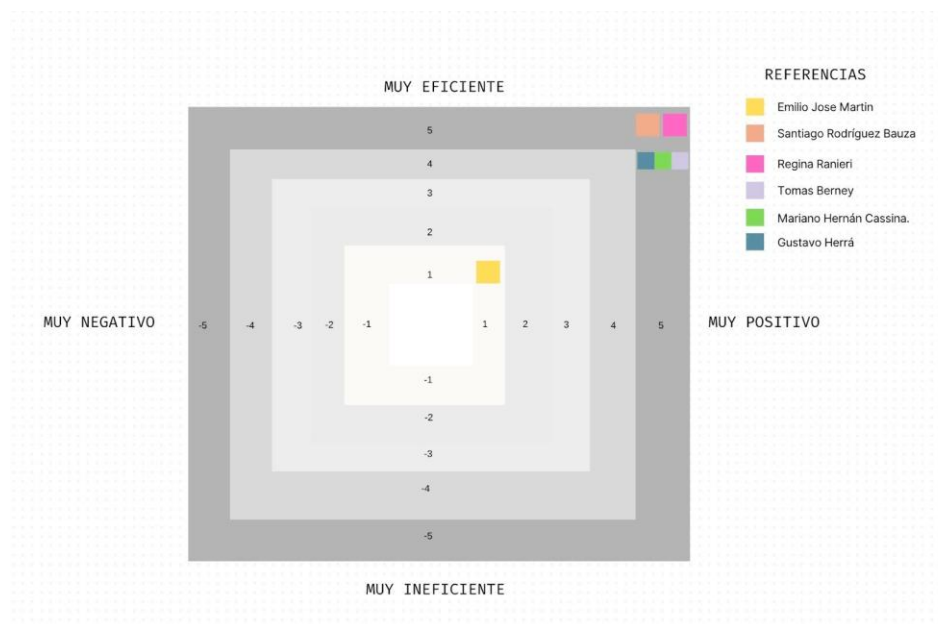 REFERENCIAS
MUY EFICIENTE
Emilio Jose Martin
Santiago Rodríguez Bauza
Regina Ranieri
Tomas Berney
Mariano Hernán Cassina.
Gustavo Herrá
5
4
3
2
1
MUY NEGATIVO
-5 -4 -3 -2 -1 1 2 3 4 5
MUY POSITIVO
-1
-2
-3
-4
-5
MUY INEFICIENTE